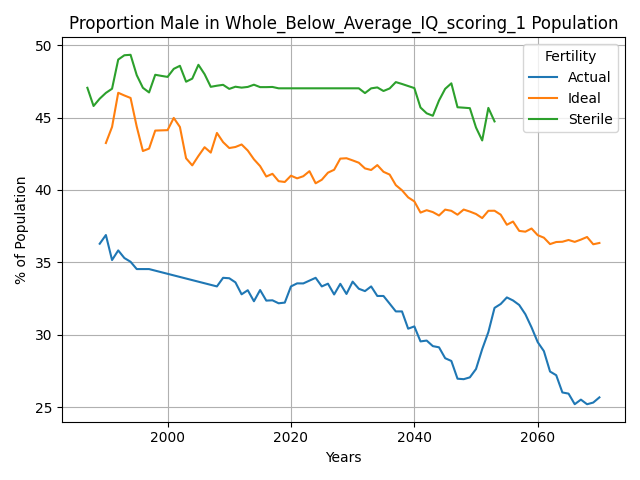 Proportion Male in Whole_Below_Average_IQ_scoring_1 Population
50
45
40
35
30
25
% of Population
2000
2020
2040
2060
Years
Fertility
Actual
Ideal
Sterile